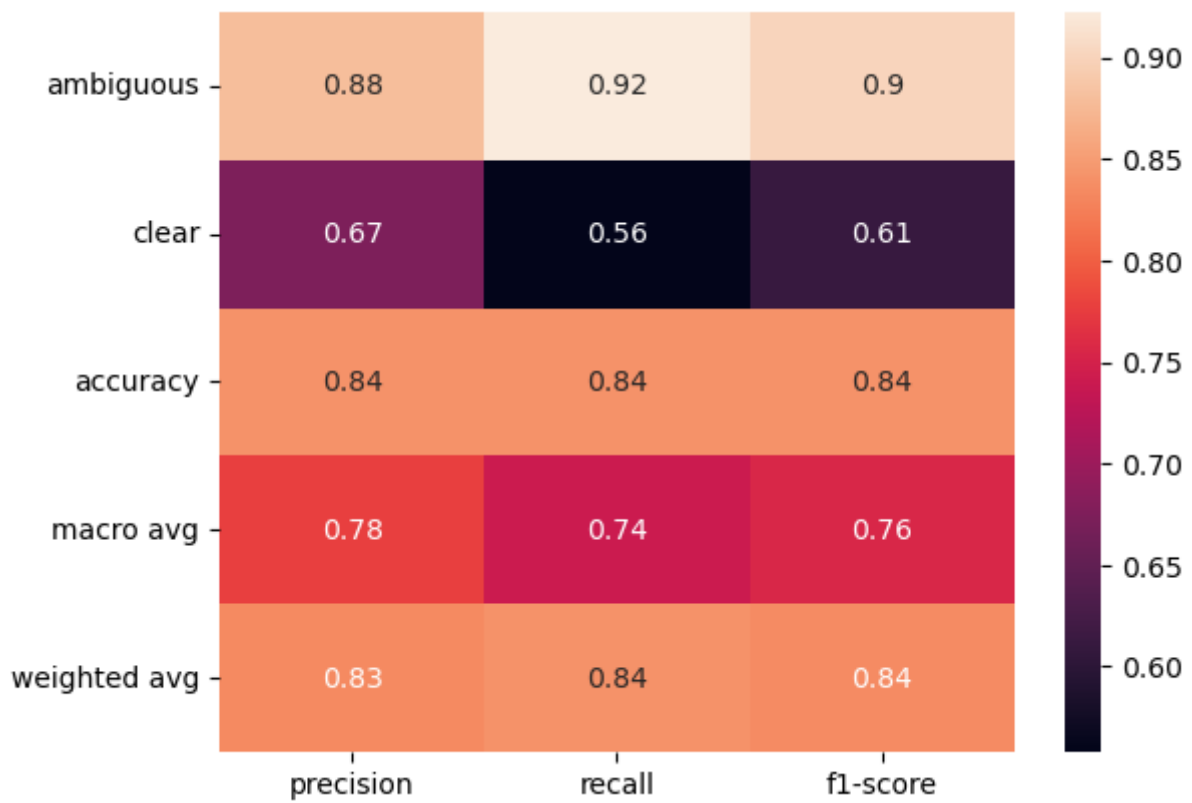 ambiguous 0.88 0.92 0.9
clear 0.67 0.56 0.61
accuracy 0.84 0.84 0.84
macro avg 0.78 0.74 0.76
weighted avg 0.83 0.84 0.84
precision recall f1-score
0.90
0.85
0.80
0.75
0.70
0.65
0.60